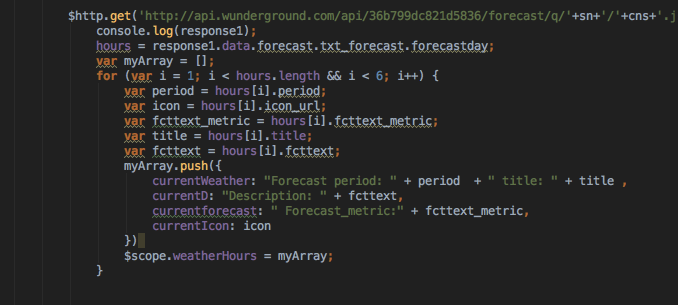 $http.get('http://api.wunderground.com/api/36b799dc821d5836/forecast/q/'+sn+'/'+cns+'.j
console.log(response1);
hours = response1.data.forecast.txt_forecast.forecastday;
var myArray = [];
for (var i = 1; i < hours.length && i < 6; i++) {
var period = hours[i].period;
var icon = hours[i].icon_url;
var fcttext_metric = hours[i].fcttext_metric;
var title = hours[i].title;
var fcttext = hours[i].fcttext;
myArray.push({
currentWeather: "Forecast period: " + period  + " title: " + title ,
currentD: "Description: " + fcttext,
currentforecast: " Forecast_metric:" + fcttext_metric,
currentIcon: icon
})
$scope.weatherHours = myArray;
}